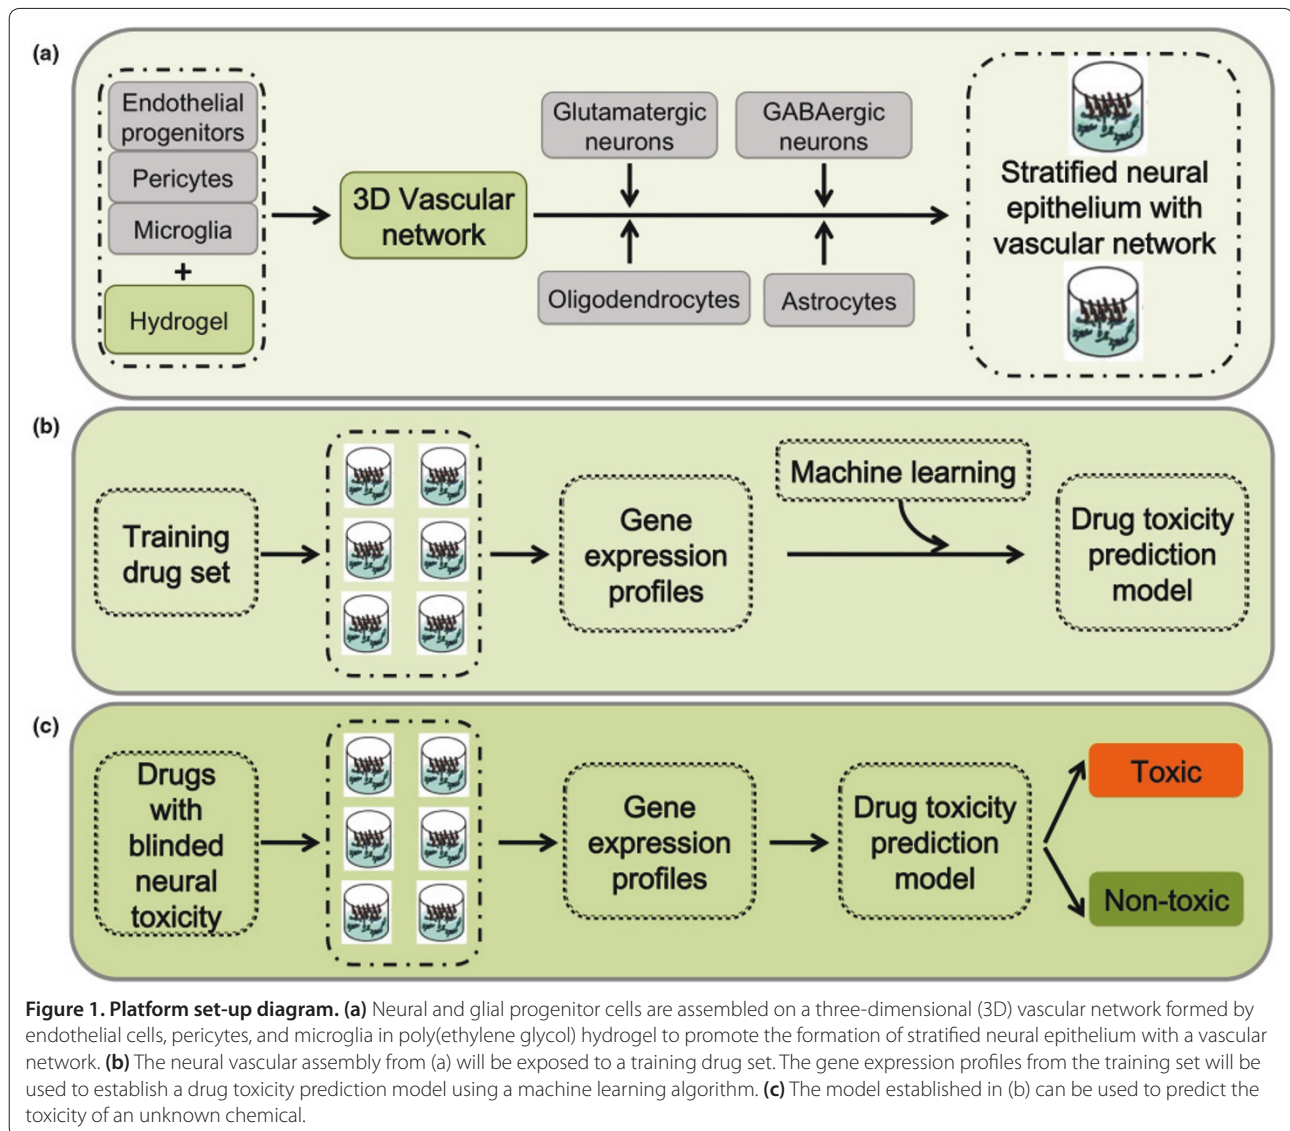 (a)
Endothelial
progenitors
Pericytes
Microglia
+
Hydrogel
3D Vascular
network
Glutamatergic
neurons
GABAergic
neurons
Oligodendrocytes
Astrocytes
Stratified neural
epithelium with
vascular network
(b)
Training
drug set
Gene
expression
profiles
Machine learning
Drug toxicity
prediction
model
(c)
Drugs
with
blinded
neural
toxicity
Gene
expression
profiles
Drug toxicity
prediction
model
Toxic
Non-toxic
Figure 1. Platform set-up diagram. (a) Neural and glial progenitor cells are assembled on a three-dimensional (3D) vascular network formed by
endothelial cells, pericytes, and microglia in poly(ethylene glycol) hydrogel to promote the formation of stratified neural epithelium with a vascular
network. (b) The neural vascular assembly from (a) will be exposed to a training drug set. The gene expression profiles from the training set will be
used to establish a drug toxicity prediction model using a machine learning algorithm. (c) The model established in (b) can be used to predict the
toxicity of an unknown chemical.